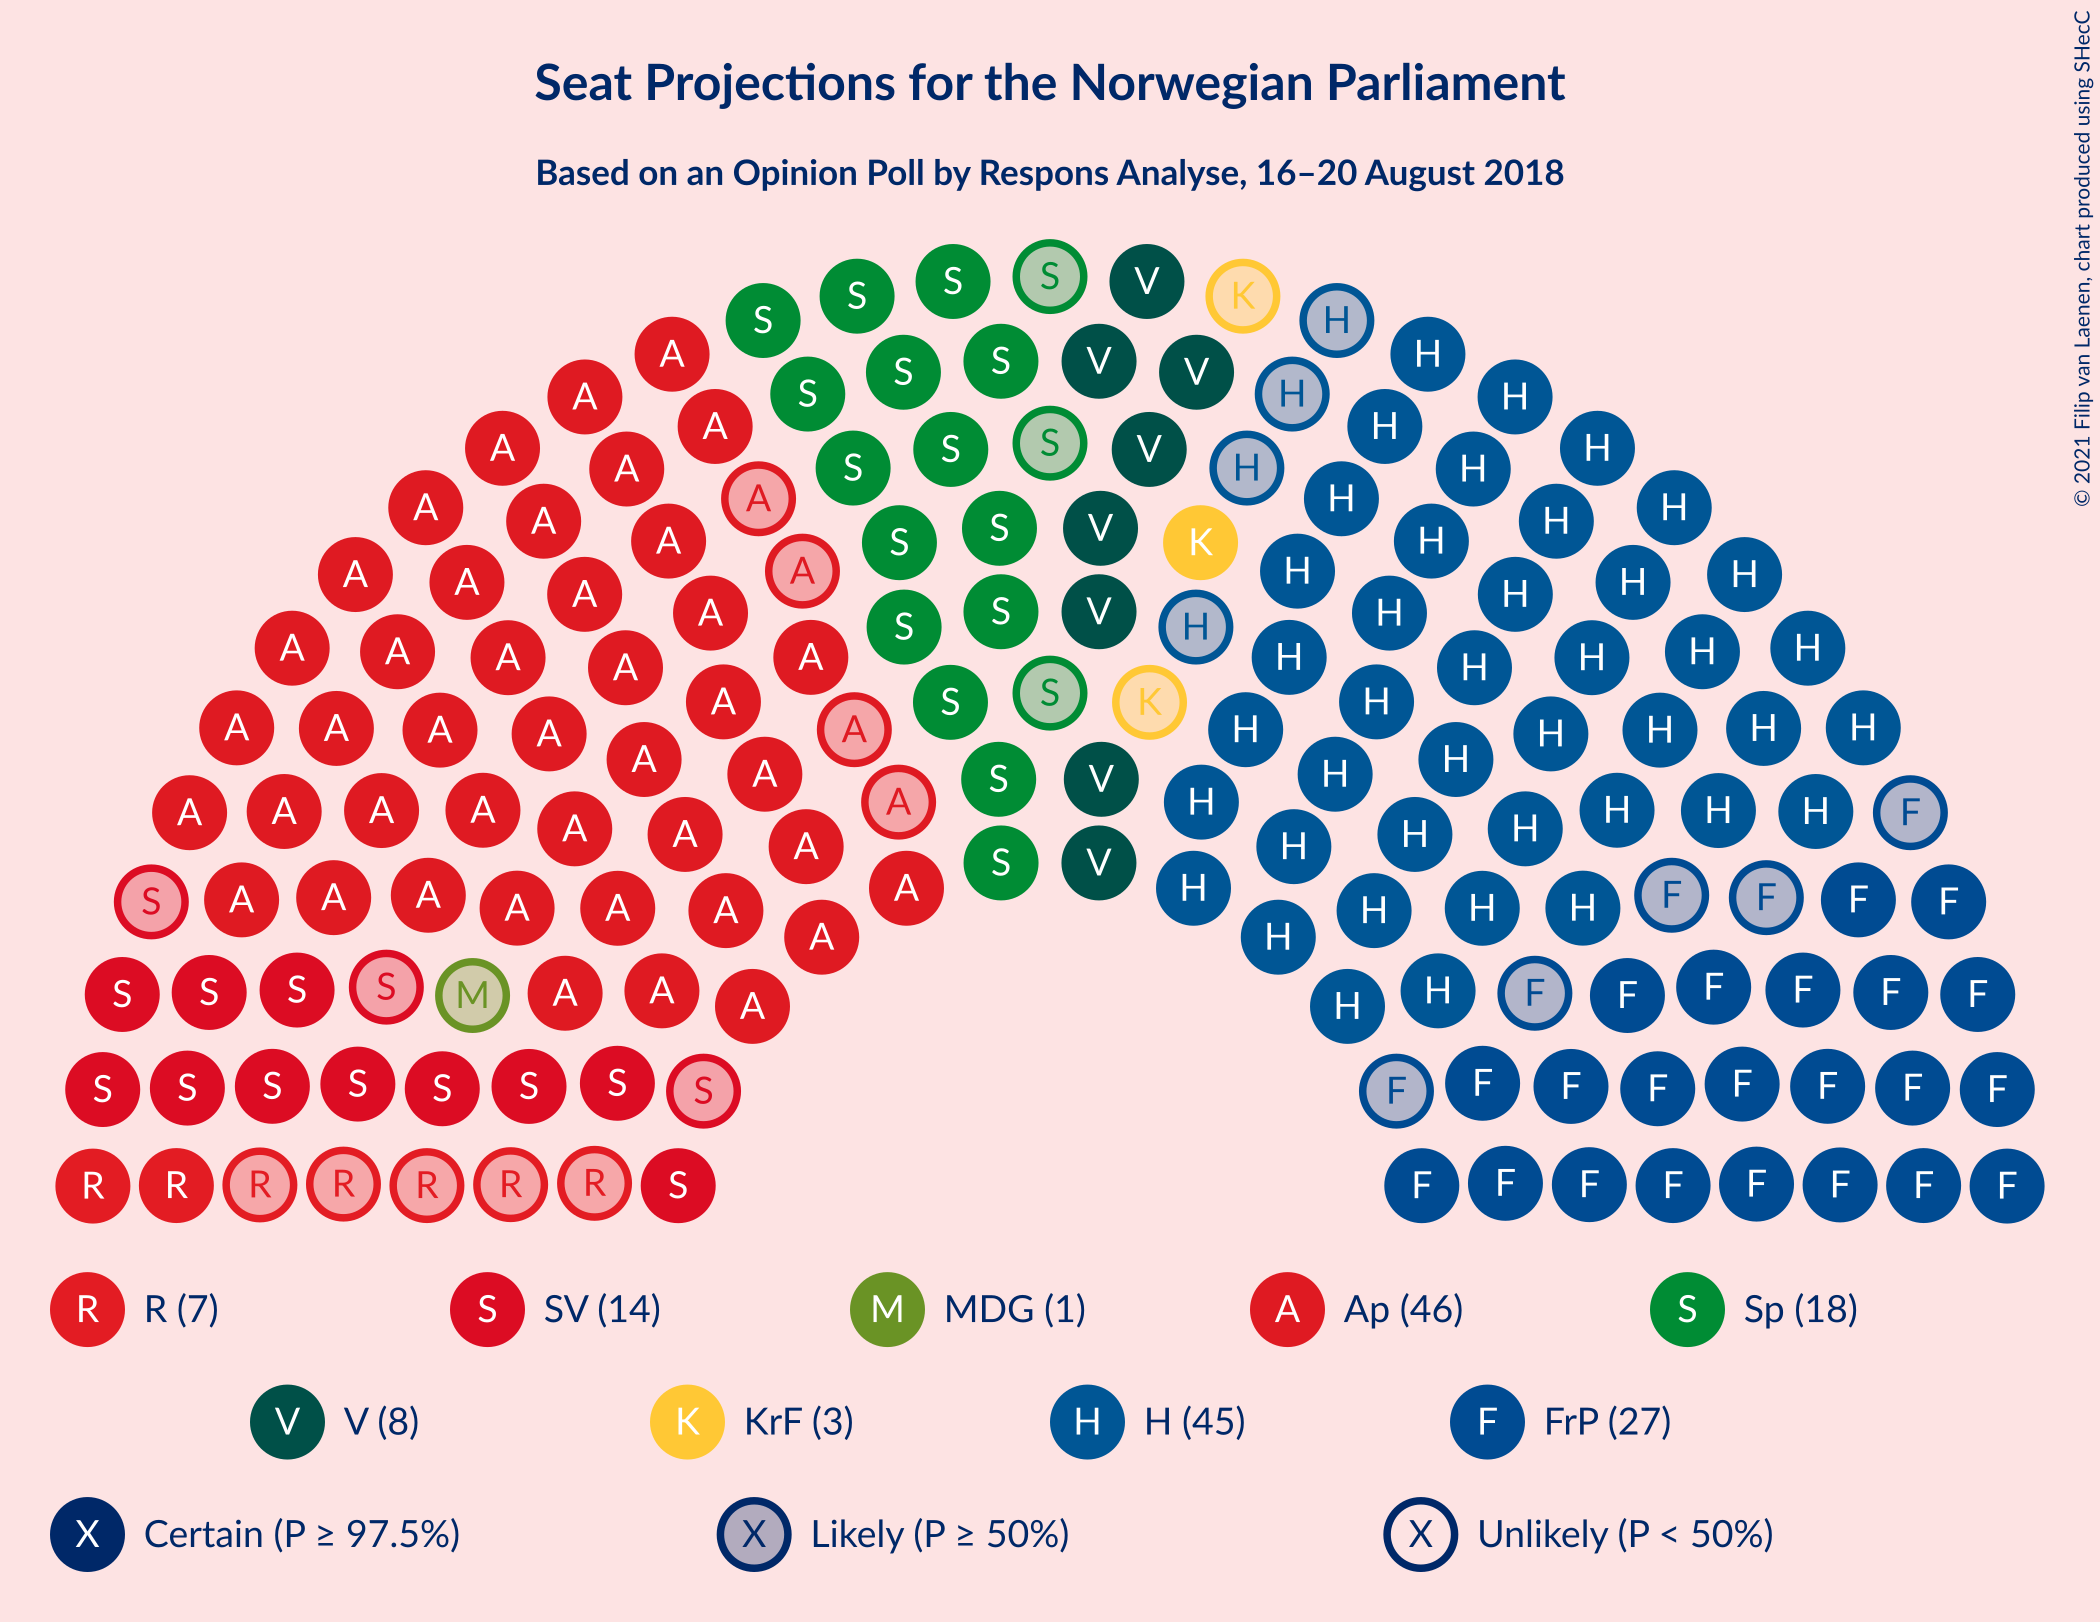 Seat Projections for the Norwegian Parliament
Based on an Opinion Poll by Respons Analyse, 16–20 August 2018
© 2021 Filip van Laenen, chart produced using SHecC
S S S S V K H
A S S S V V H H
A A S S S V H H H
A A A S S V K H H H
A A A A S S V H H H H
A A A A A S S K H H H H
A A A A A A S V H H H H H
A A A A A A A S V H H H H H H
R R R R R R R S F F F F F F F F
R R (7) S SV (14) M MDG (1) A Ap (46) S Sp (18)
V V (8) K KrF (3) H H (45) F FrP (27)
X Certain (P ≥ 97.5%) X Likely (P ≥ 50%) X Unlikely (P < 50%)